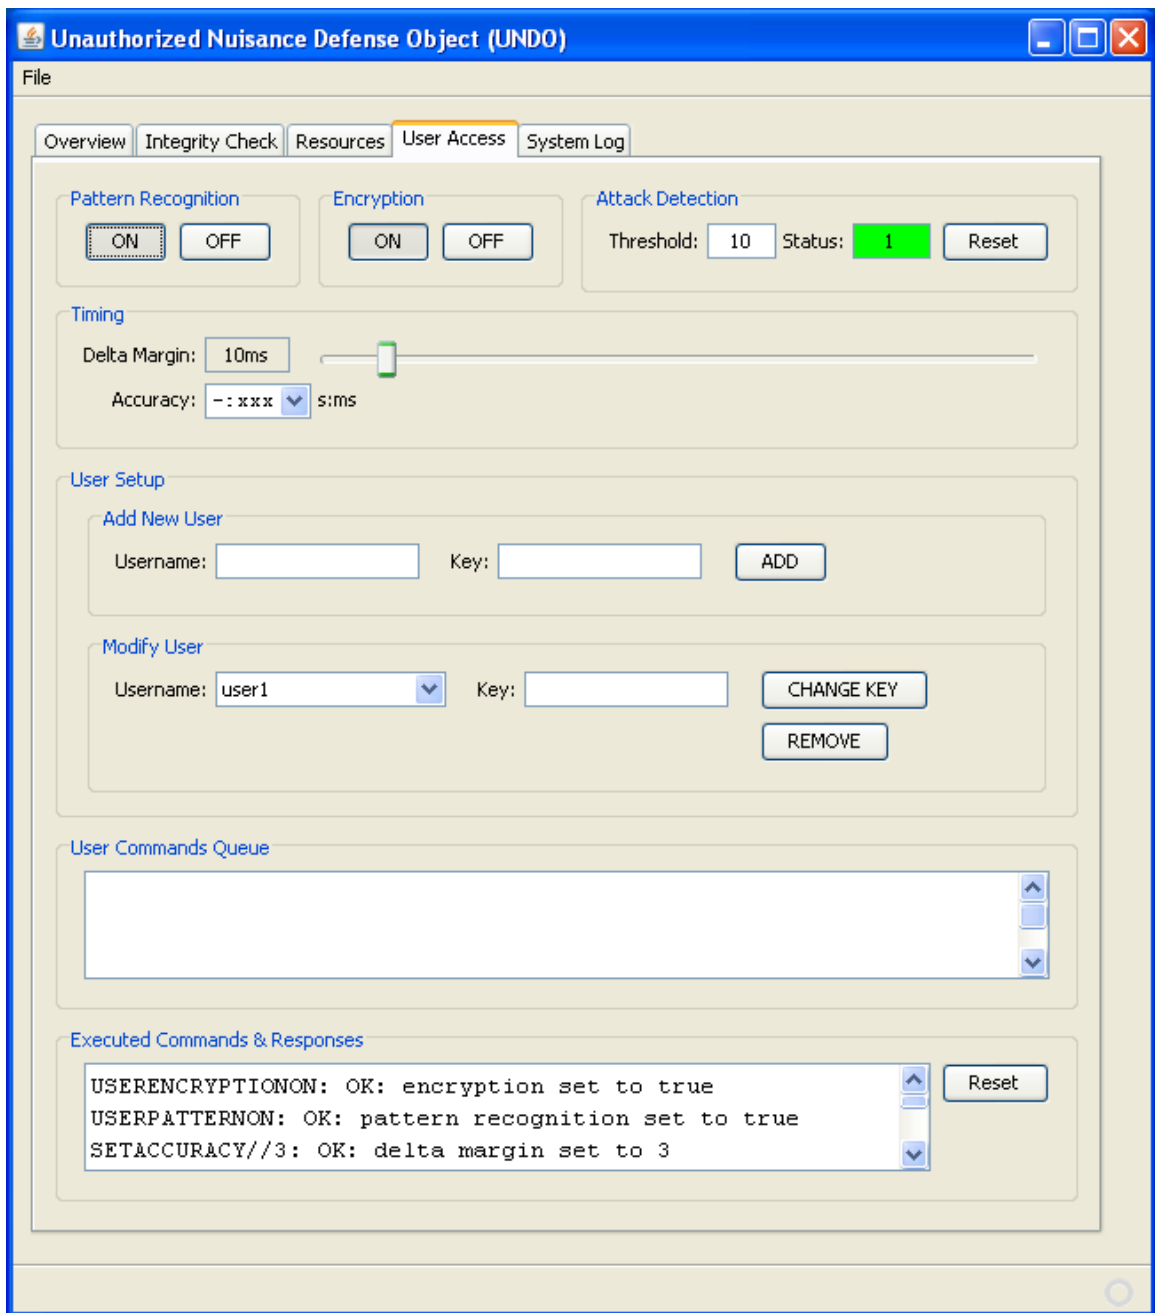 Unauthorized Nuisance Defense Object (UNDO)
File
Overview Integrity Check Resources User Access System Log
Pattern Recognition Encryption Attack Detection
ON OFF ON OFF Threshold: 10 Status: 1 Reset
Timing
Delta Margin: 10ms
Accuracy: -:xxx s:ms
User Setup
Add New User
Username: Key: ADD
Modify User
Username: user1 Key: CHANGE KEY
REMOVE
User Commands Queue
Executed Commands & Responses
USERENCRYPTIONON: OK: encryption set to true Reset
USERPATTERNON: OK: pattern recognition set to true
SETACCURACY//3: OK: delta margin set to 3